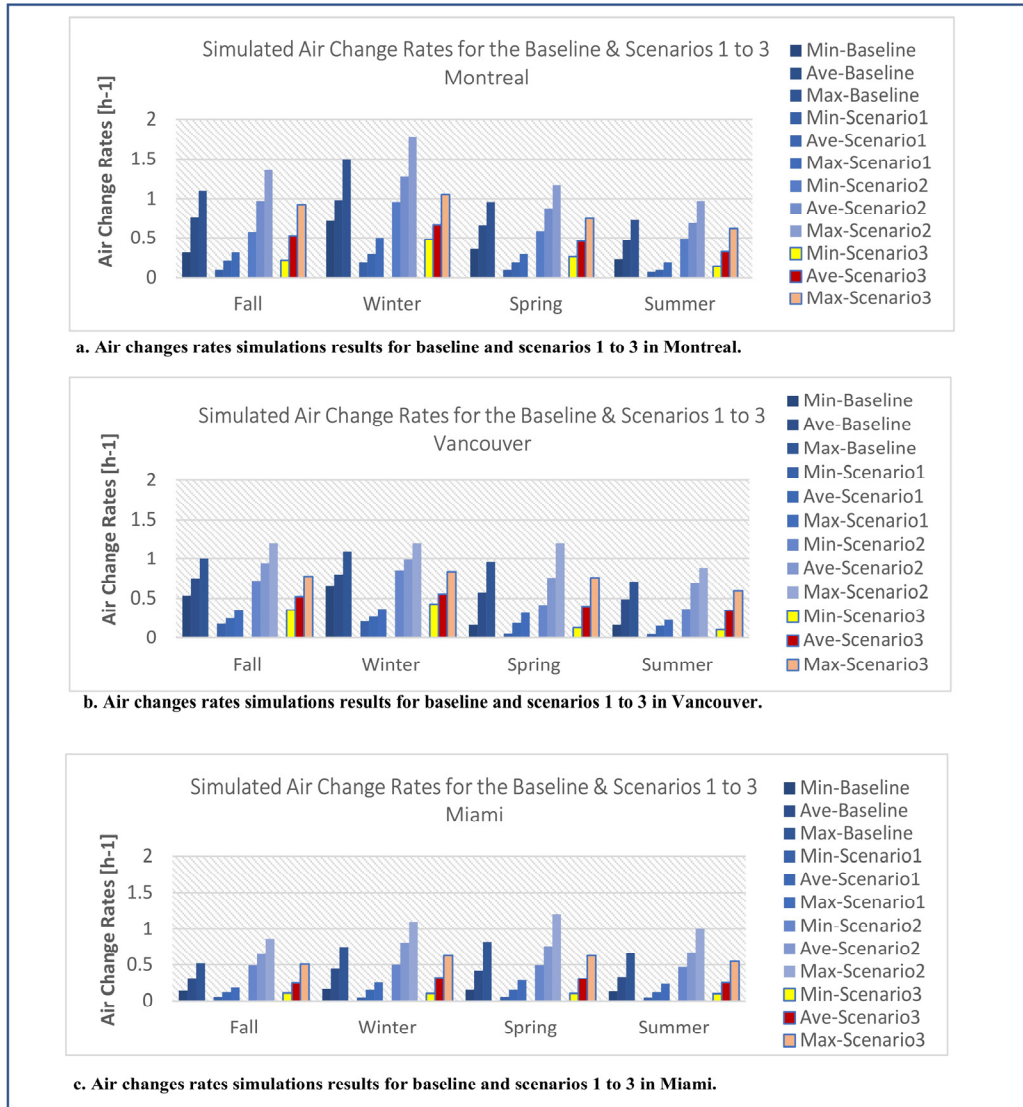 Simulated Air Change Rates for the Baseline & Scenarios 1 to 3
Montreal
Air Change Rates [h-1]
2
1.5
1
0.5
0
Fall
Winter
Spring
Summer
Min-Baseline
Ave-Baseline
Max-Baseline
Min-Scenario1
Ave-Scenario1
Max-Scenario1
Min-Scenario2
Ave-Scenario2
Max-Scenario2
Min-Scenario3
Ave-Scenario3
Max-Scenario3
a. Air changes rates simulations results for baseline and scenarios 1 to 3 in Montreal.
Simulated Air Change Rates for the Baseline & Scenarios 1 to 3
Vancouver
Air Change Rates [h-1]
2
1.5
1
0.5
0
Fall
Winter
Spring
Summer
Min-Baseline
Ave-Baseline
Max-Baseline
Min-Scenario1
Ave-Scenario1
Max-Scenario1
Min-Scenario2
Ave-Scenario2
Max-Scenario2
Min-Scenario3
Ave-Scenario3
Max-Scenario3
b. Air changes rates simulations results for baseline and scenarios 1 to 3 in Vancouver.
Simulated Air Change Rates for the Baseline & Scenarios 1 to 3
Miami
Air Change Rates [h-1]
2
1.5
1
0.5
0
Fall
Winter
Spring
Summer
Min-Baseline
Ave-Baseline
Max-Baseline
Min-Scenario1
Ave-Scenario1
Max-Scenario1
Min-Scenario2
Ave-Scenario2
Max-Scenario2
Min-Scenario3
Ave-Scenario3
Max-Scenario3
c. Air changes rates simulations results for baseline and scenarios 1 to 3 in Miami.